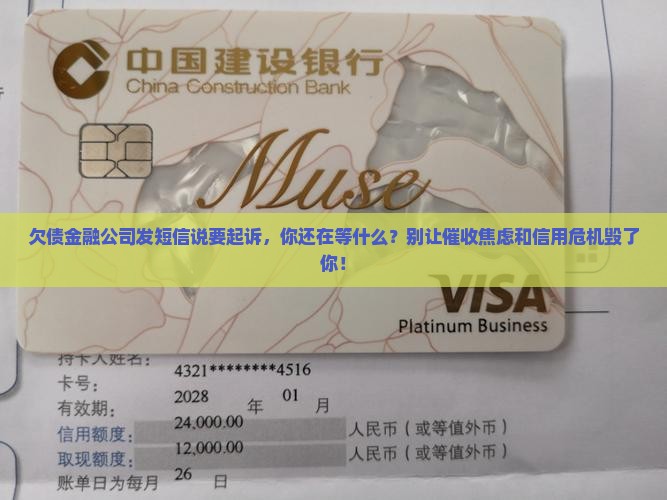 中国建设银行
China Construction Bank
Muse
欠债金融公司发短信说要起诉，你还在等什么？别让催收焦虑和信用危机毁了
你！
VISA
Platinum Business
持卡人姓名：
卡号： 4321********4516
有效期： 2028 年 01 月
信用额度： 24,000.00 人民币（或等值外币）
取现额度： 12,000.00 人民币（或等值外币）
账单日为每月 26 日